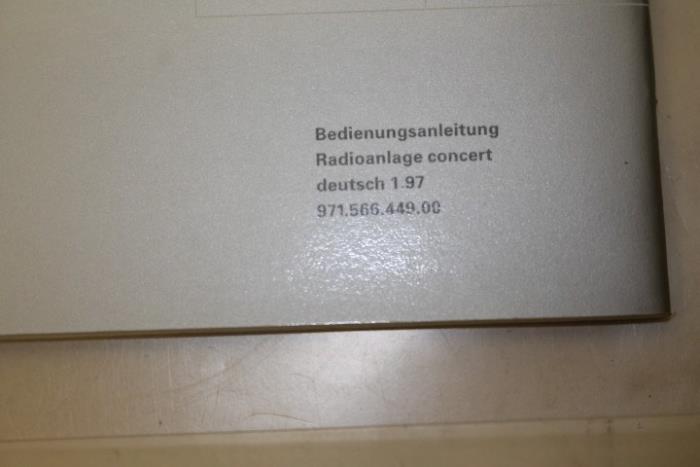 Bedienungsanleitung
Radioanlage concert
deutsch 1.97
971.566.449.00